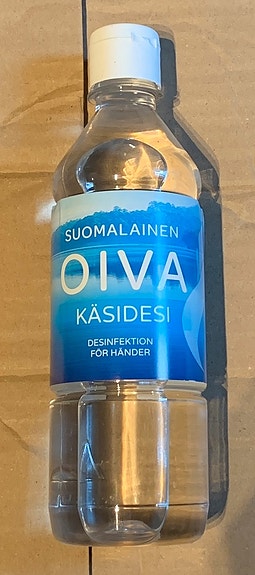 SUOMALAINEN
OIVA
KÄSIDESI
DESINFEKTION
FÖR HÄNDER